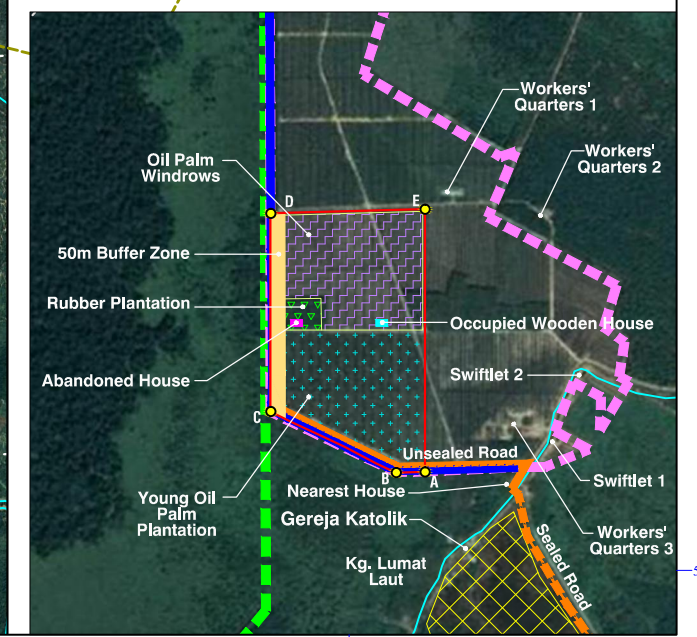 Workers'
Quarters 1
Oil Palm
Windrows
Workers'
Quarters 2
D
E
50m Buffer Zone
Rubber Plantation
Occupied Wooden House
Abandoned House
Swiftlet 2
C
Unsealed Road
B
A
Swiftlet 1
Nearest House
Young Oil
Palm
Plantation
Gereja Katolik
Workers'
Quarters 3
Sealed Road
Kg. Lumat
Laut